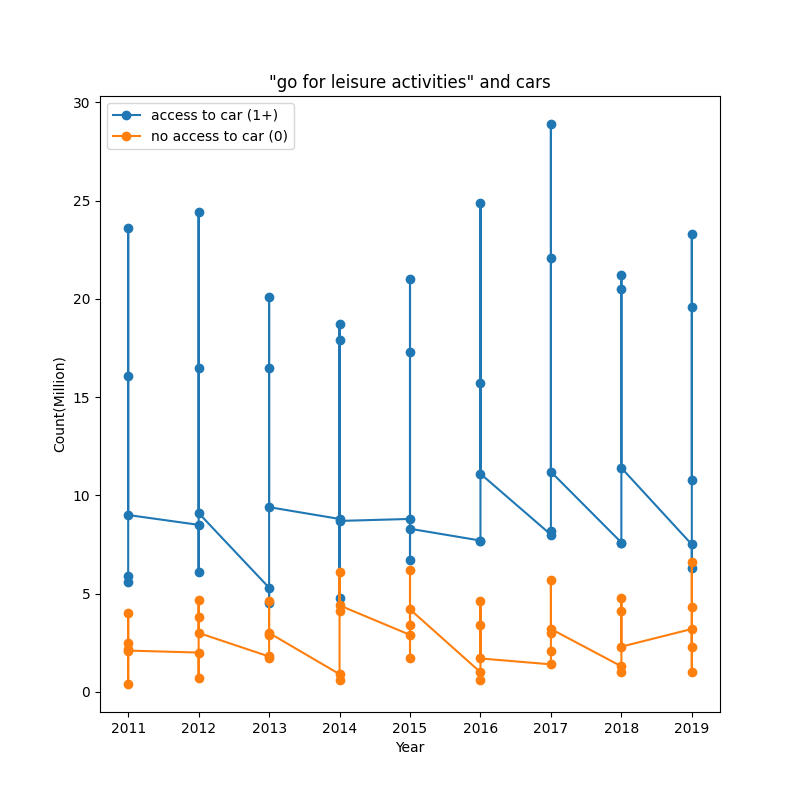 "go for leisure activities" and cars
access to car (1+)
no access to car (0)
30
25
20
15
10
5
0
Count(Million)
2011 2012 2013 2014 2015 2016 2017 2018 2019
Year